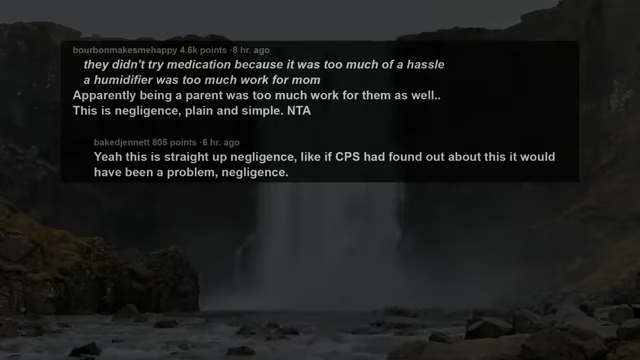 bourbonmakesmehappy 4.6k points ·8 hr. ago
they didn't try medication because it was too much of a hassle
a humidifier was too much work for mom
Apparently being a parent was too much work for them as well..
This is negligence, plain and simple. NTA
bakedjennett 805 points ·6 hr. ago
Yeah this is straight up negligence, like if CPS had found out about this it would
have been a problem, negligence.